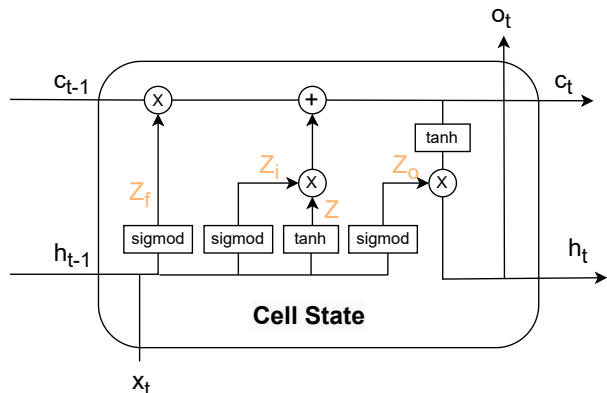 o_t
c_{t-1}
c_t
X
+
tanh
Z_i
Z_o
X
X
Z_f
Z
sigmod
sigmod
tanh
sigmod
h_{t-1}
h_t
Cell State
x_t